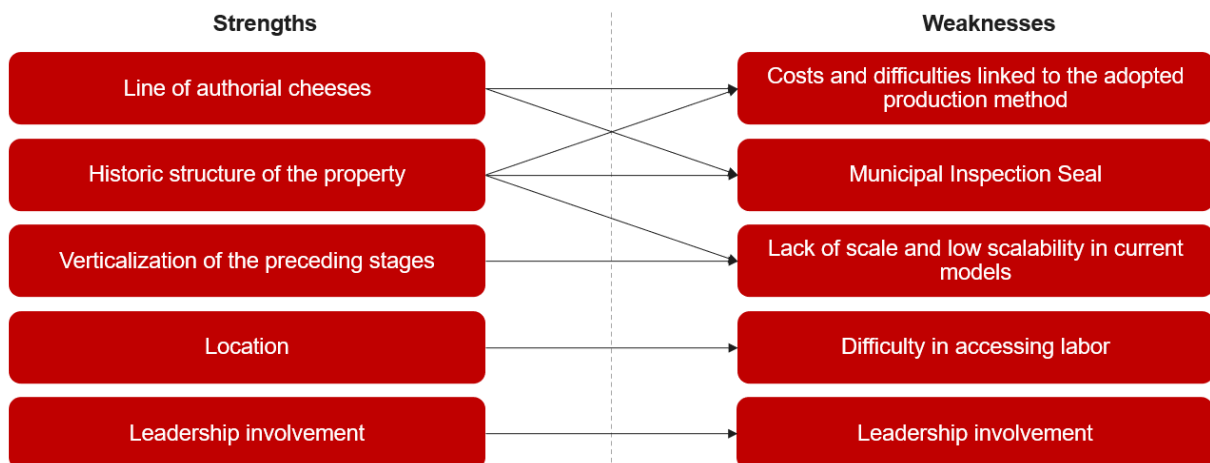 Strengths
Weaknesses
Line of authorial cheeses
Costs and difficulties linked to the adopted
production method
Historic structure of the property
Municipal Inspection Seal
Verticalization of the preceding stages
Lack of scale and low scalability in current
models
Location
Difficulty in accessing labor
Leadership involvement
Leadership involvement